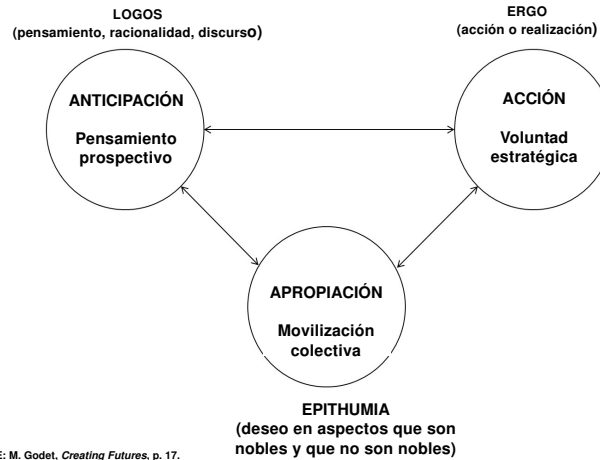 LOGOS
(pensamiento, racionalidad, discurso)
ERGO
(acción o realización)
ANTICIPACIÓN
Pensamiento
prospectivo
ACCIÓN
Voluntad
estratégica
APROPIACIÓN
Movilización
colectiva
EPITHUMIA
(deseo en aspectos que son
nobles y que no son nobles)
E: M. Godet, Creating Futures, p. 17.